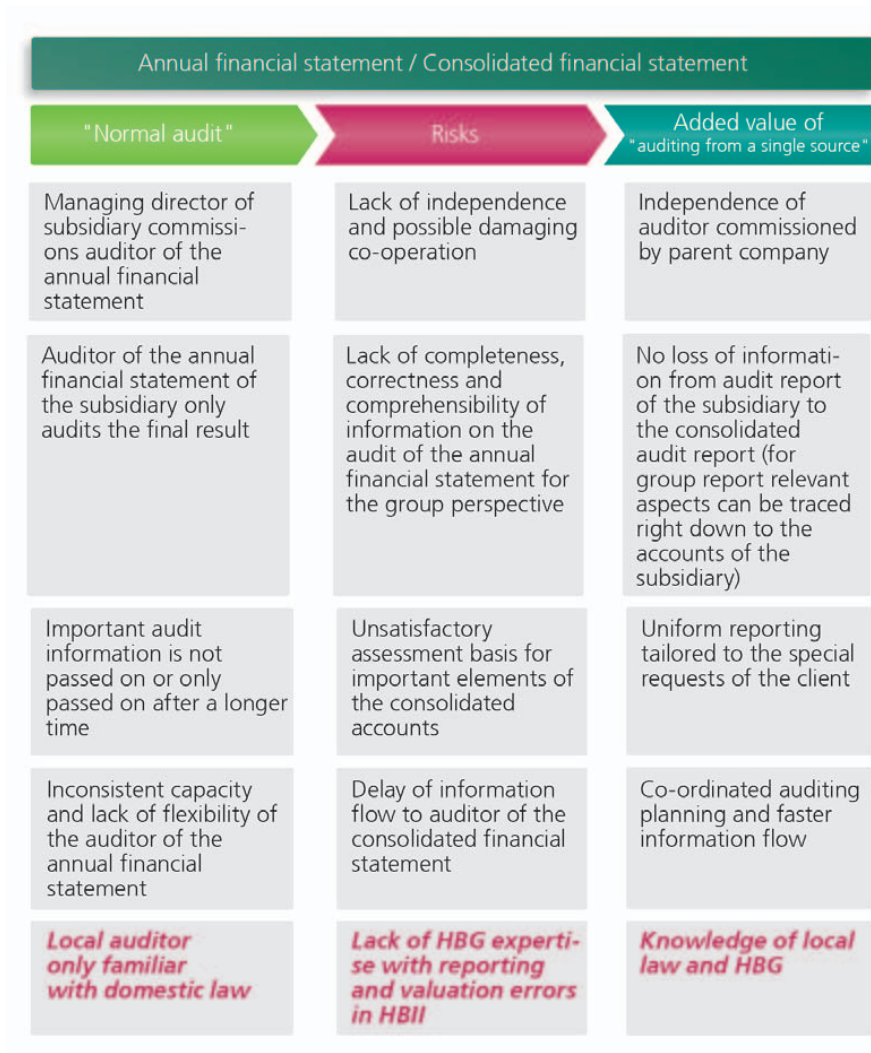 Annual financial statement / Consolidated financial statement
"Normal audit"
Risks
Added value of
"auditing from a single source"
Managing director of
subsidiary commissi-
ons auditor of the
annual financial
statement
Lack of independence
and possible damaging
co-operation
Independence of
auditor commissioned
by parent company
Auditor of the annual
financial statement of
the subsidiary only
audits the final result
Lack of completeness,
correctness and
comprehensibility of
information on the
audit of the annual
financial statement for
the group perspective
No loss of informati-
on from audit report
of the subsidiary to
the consolidated
audit report (for
group report relevant
aspects can be traced
right down to the
accounts of the
subsidiary)
Important audit
information is not
passed on or only
passed on after a longer
time
Unsatisfactory
assessment basis for
important elements of
the consolidated
accounts
Uniform reporting
tailored to the special
requests of the client
Inconsistent capacity
and lack of flexibility of
the auditor of the
annual financial
statement
Delay of information
flow to auditor of the
consolidated financial
statement
Co-ordinated auditing
planning and faster
information flow
Local auditor
only familiar
with domestic law
Lack of HBG experti-
se with reporting
and valuation errors
in HBII
Knowledge of local
law and HBG